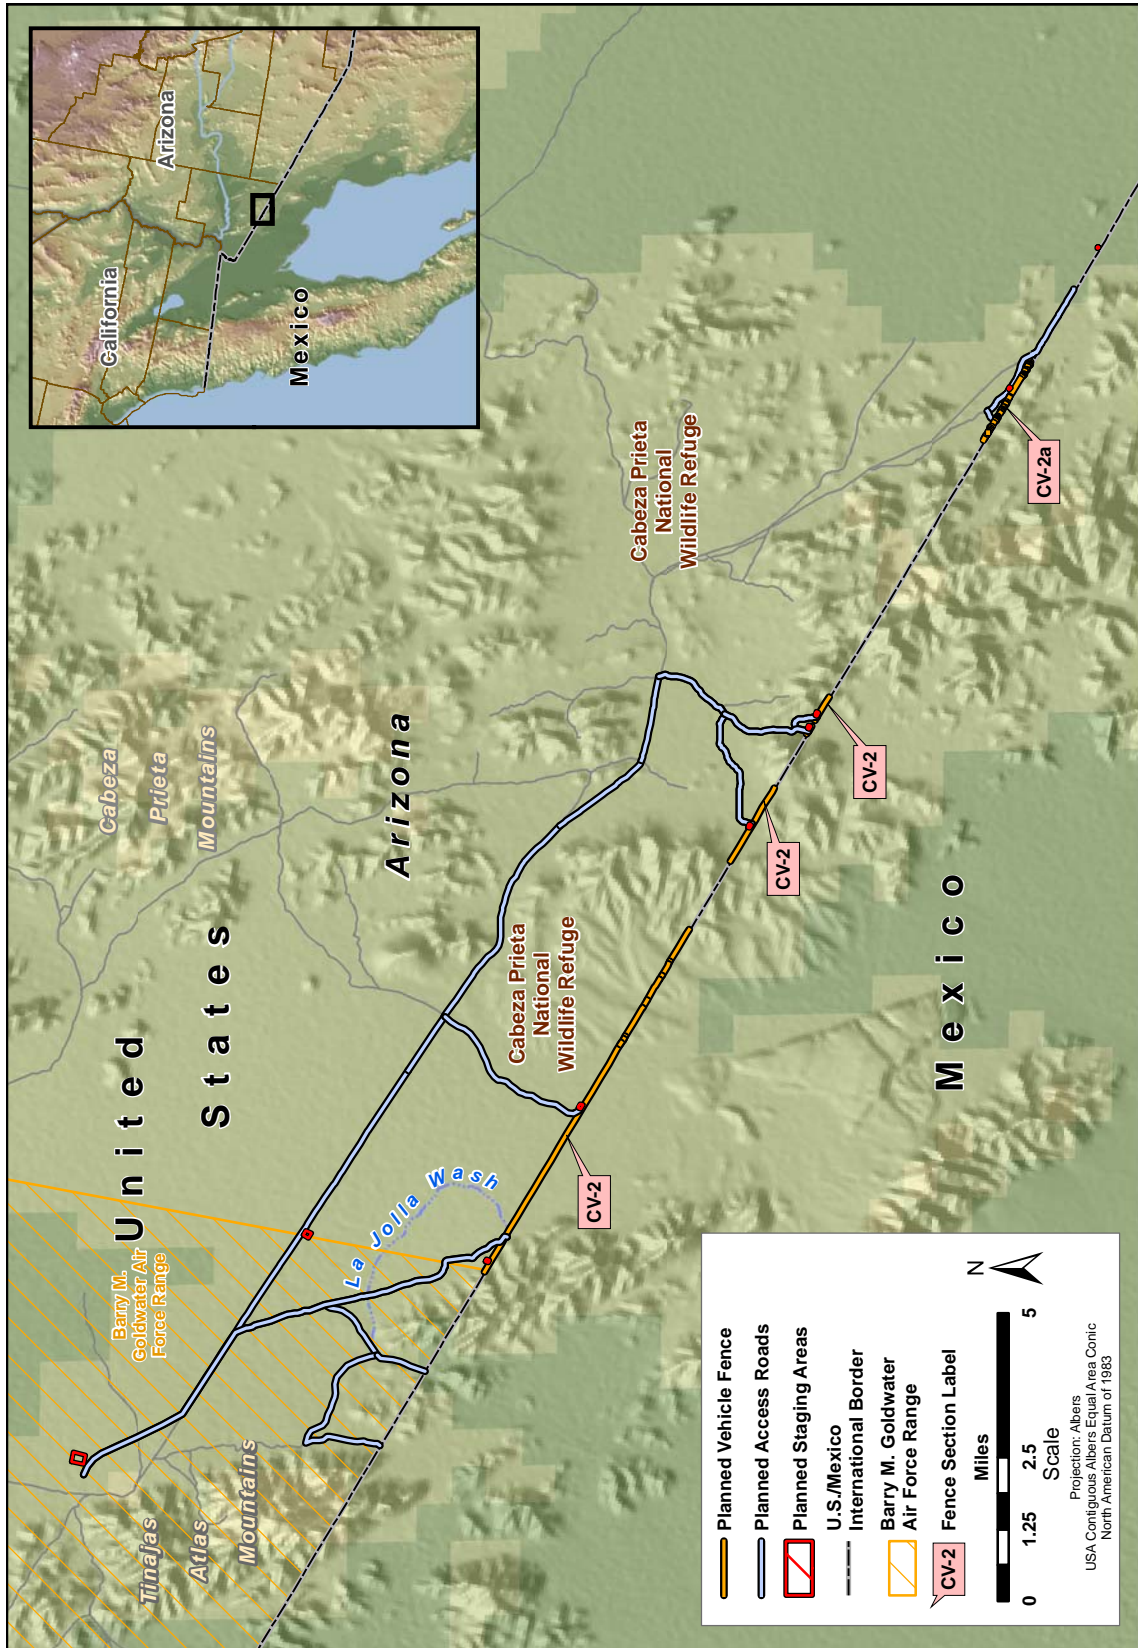 California
Arizona
Mexico
United
States
Cabeza
Prieta
Mountains
Arizona
Barry M.
Goldwater Air
Force Range
Tinajas
Atlas
Mountains
La Jolla Wash
Cabeza Prieta
National
Wildlife Refuge
Cabeza Prieta
National
Wildlife Refuge
CV-2
CV-2
CV-2
CV-2a
Mexico
Planned Vehicle Fence
Planned Access Roads
Planned Staging Areas
U.S./Mexico
International Border
Barry M. Goldwater
Air Force Range
CV-2
Fence Section Label
Miles
0 1.25 2.5 5
Scale
N
Projection: Albers
USA Contiguous Albers Equal Area Conic
North American Datum of 1983